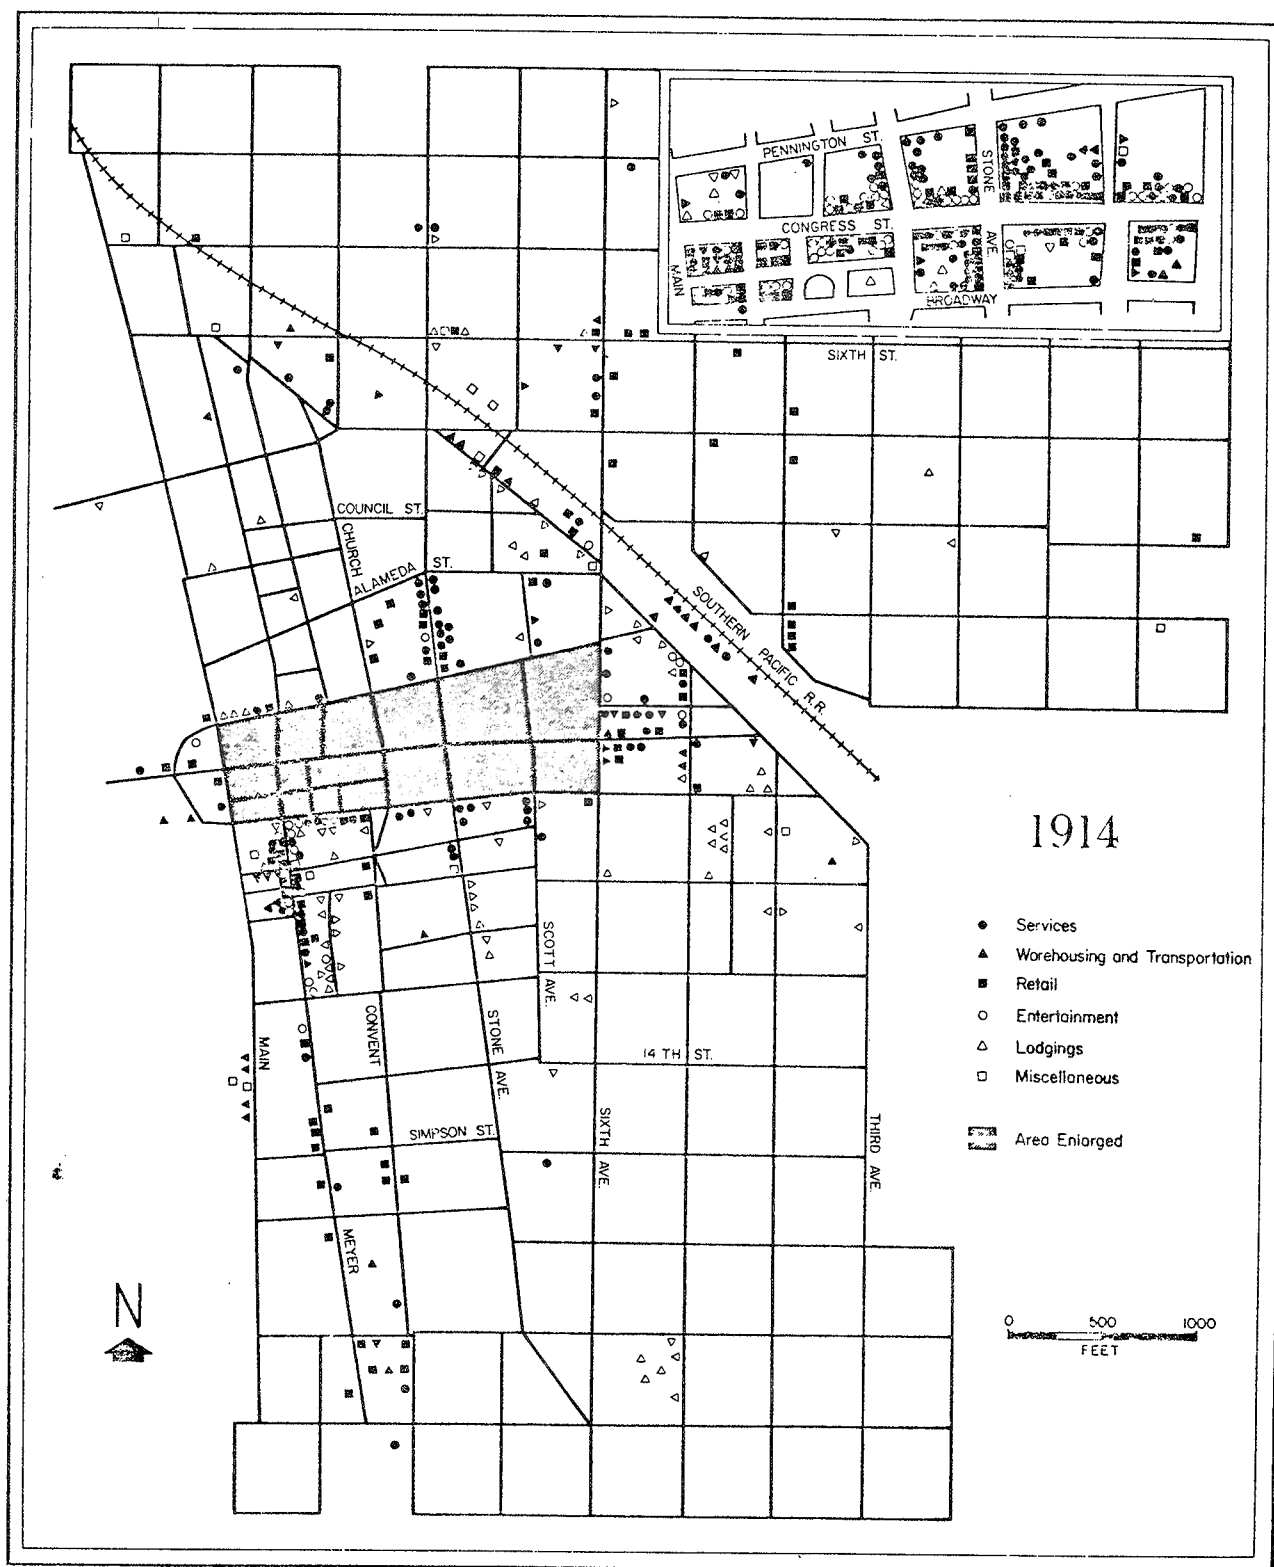 PENNINGTON ST.
STONE
AVE.
CONGRESS ST.
MAIN
BROADWAY
SIXTH ST.
COUNCIL ST.
CHURCH
ALAMEDA ST.
SOUTHERN PACIFIC R.R.
1914
Services
Warehousing and Transportation
Retail
Entertainment
Lodgings
Miscellaneous
Area Enlarged
SCOTT AVE.
MAIN
CONVENT
STONE AVE.
14 TH ST.
SIMPSON ST.
SIXTH AVE.
THIRD AVE.
MEYER
N
0 500 1000
FEET